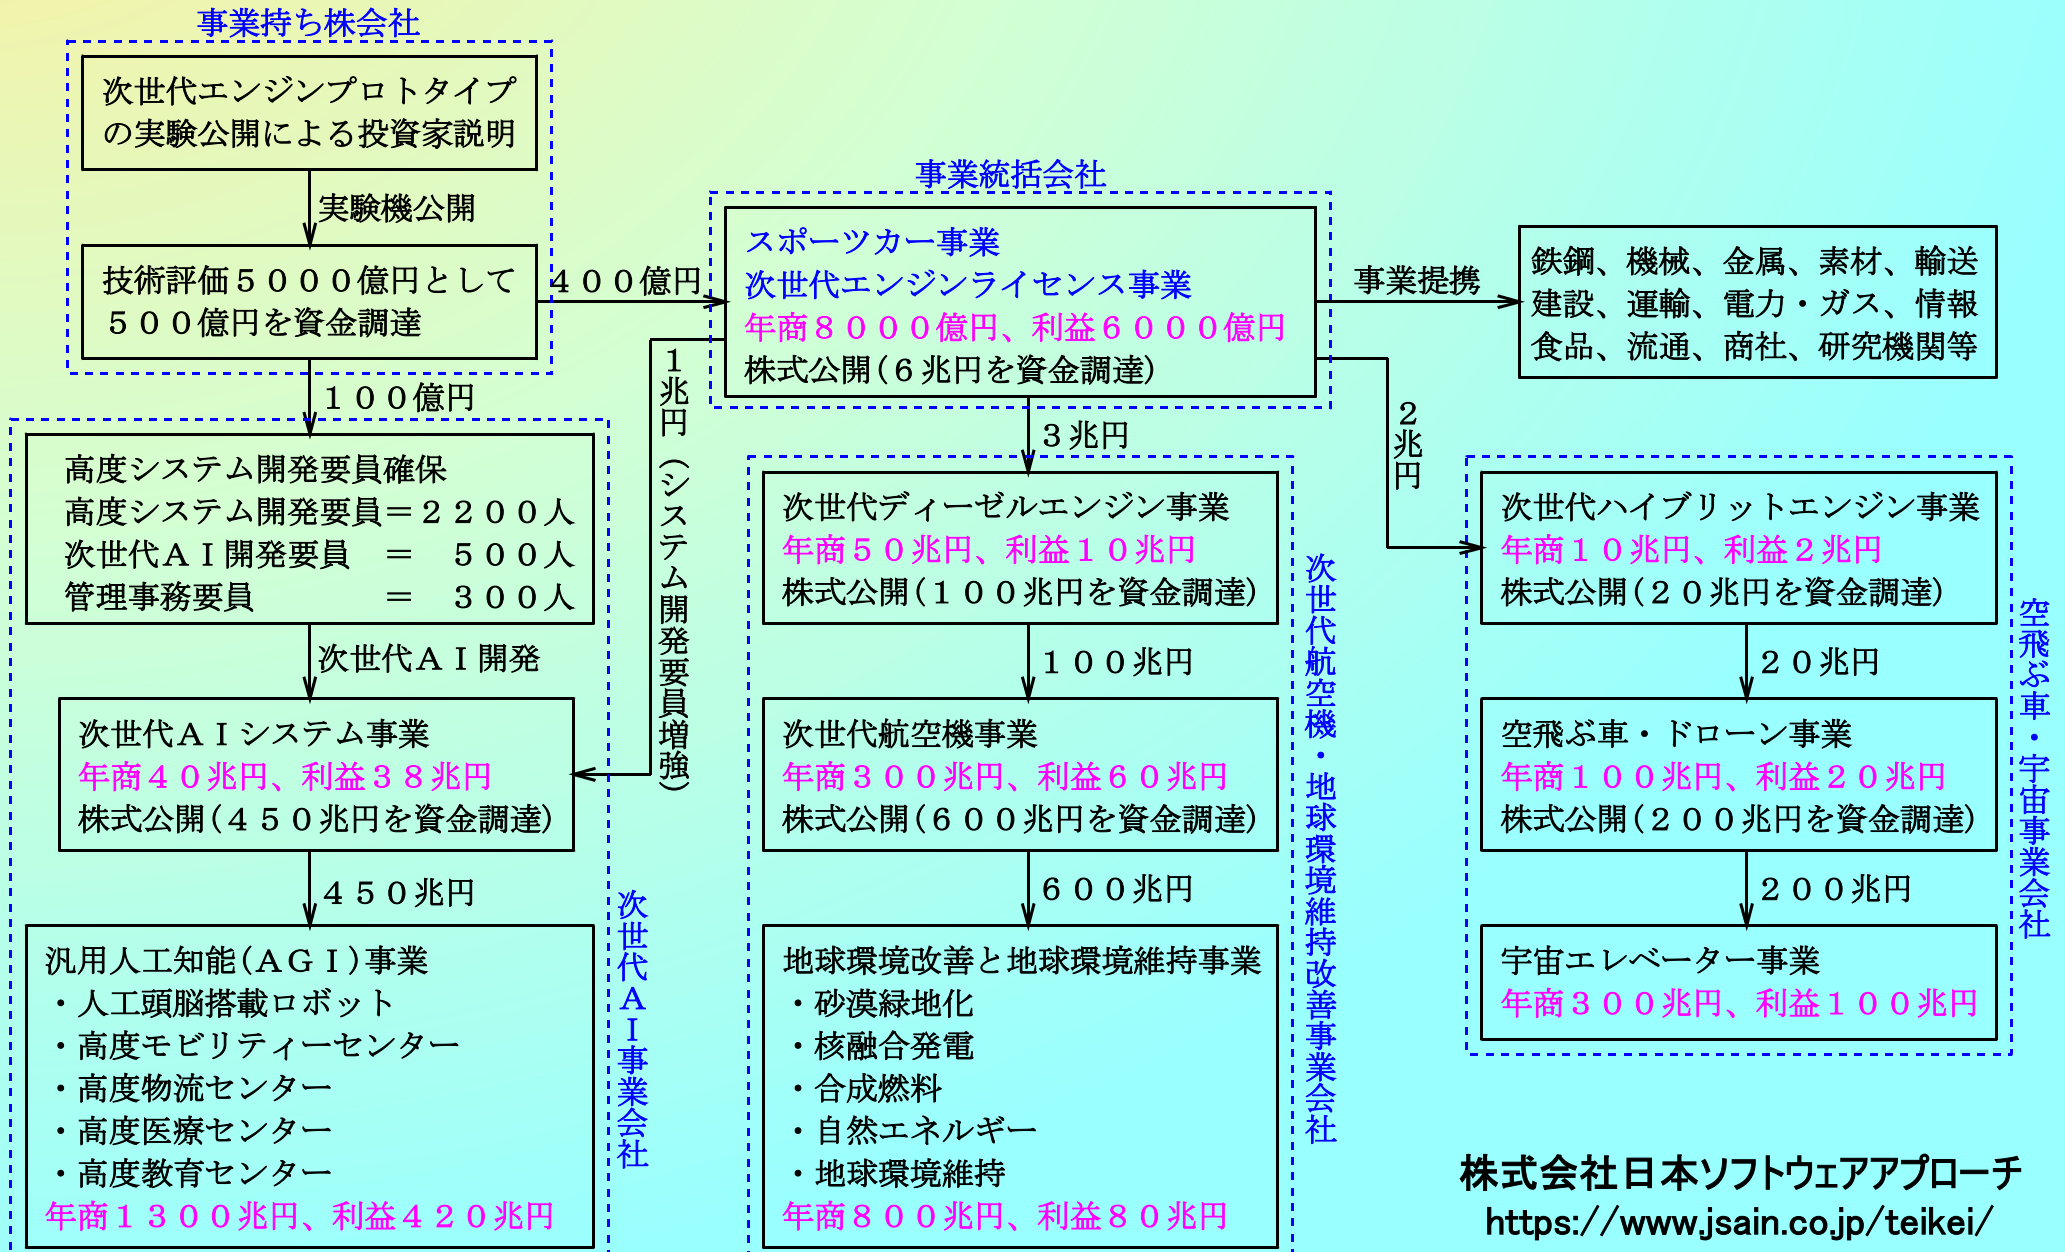 事業持ち株会社
次世代エンジンプロトタイプ
の実験公開による投資家説明
実験機公開
技術評価5000億円として
500億円を資金調達
400億円
100億円
事業統括会社
スポーツカー事業
次世代エンジンライセンス事業
年商8000億円、利益6000億円
株式公開(6兆円を資金調達)
事業提携
鉄鋼、機械、金属、素材、輸送
建設、運輸、電力・ガス、情報
食品、流通、商社、研究機関等
1兆円(システム開発要員増強)
3兆円
2兆円
高度システム開発要員確保
高度システム開発要員=2200人
次世代AI開発要員 = 500人
管理事務要員 = 300人
次世代AI開発
次世代AIシステム事業
年商40兆円、利益38兆円
株式公開(450兆円を資金調達)
450兆円
汎用人工知能(AGI)事業
・人工頭脳搭載ロボット
・高度モビリティーセンター
・高度物流センター
・高度医療センター
・高度教育センター
年商1300兆円、利益420兆円
次世代AI事業会社
次世代ディーゼルエンジン事業
年商50兆円、利益10兆円
株式公開(100兆円を資金調達)
100兆円
次世代航空機事業
年商300兆円、利益60兆円
株式公開(600兆円を資金調達)
600兆円
地球環境改善と地球環境維持事業
・砂漠緑地化
・核融合発電
・合成燃料
・自然エネルギー
・地球環境維持
年商800兆円、利益80兆円
次世代航空機・地球環境維持改善事業会社
次世代ハイブリットエンジン事業
年商10兆円、利益2兆円
株式公開(20兆円を資金調達)
20兆円
空飛ぶ車・ドローン事業
年商100兆円、利益20兆円
株式公開(200兆円を資金調達)
200兆円
宇宙エレベーター事業
年商300兆円、利益100兆円
空飛ぶ車・宇宙事業会社
株式会社日本ソフトウェアアプローチ
https://www.jsain.co.jp/teikei/